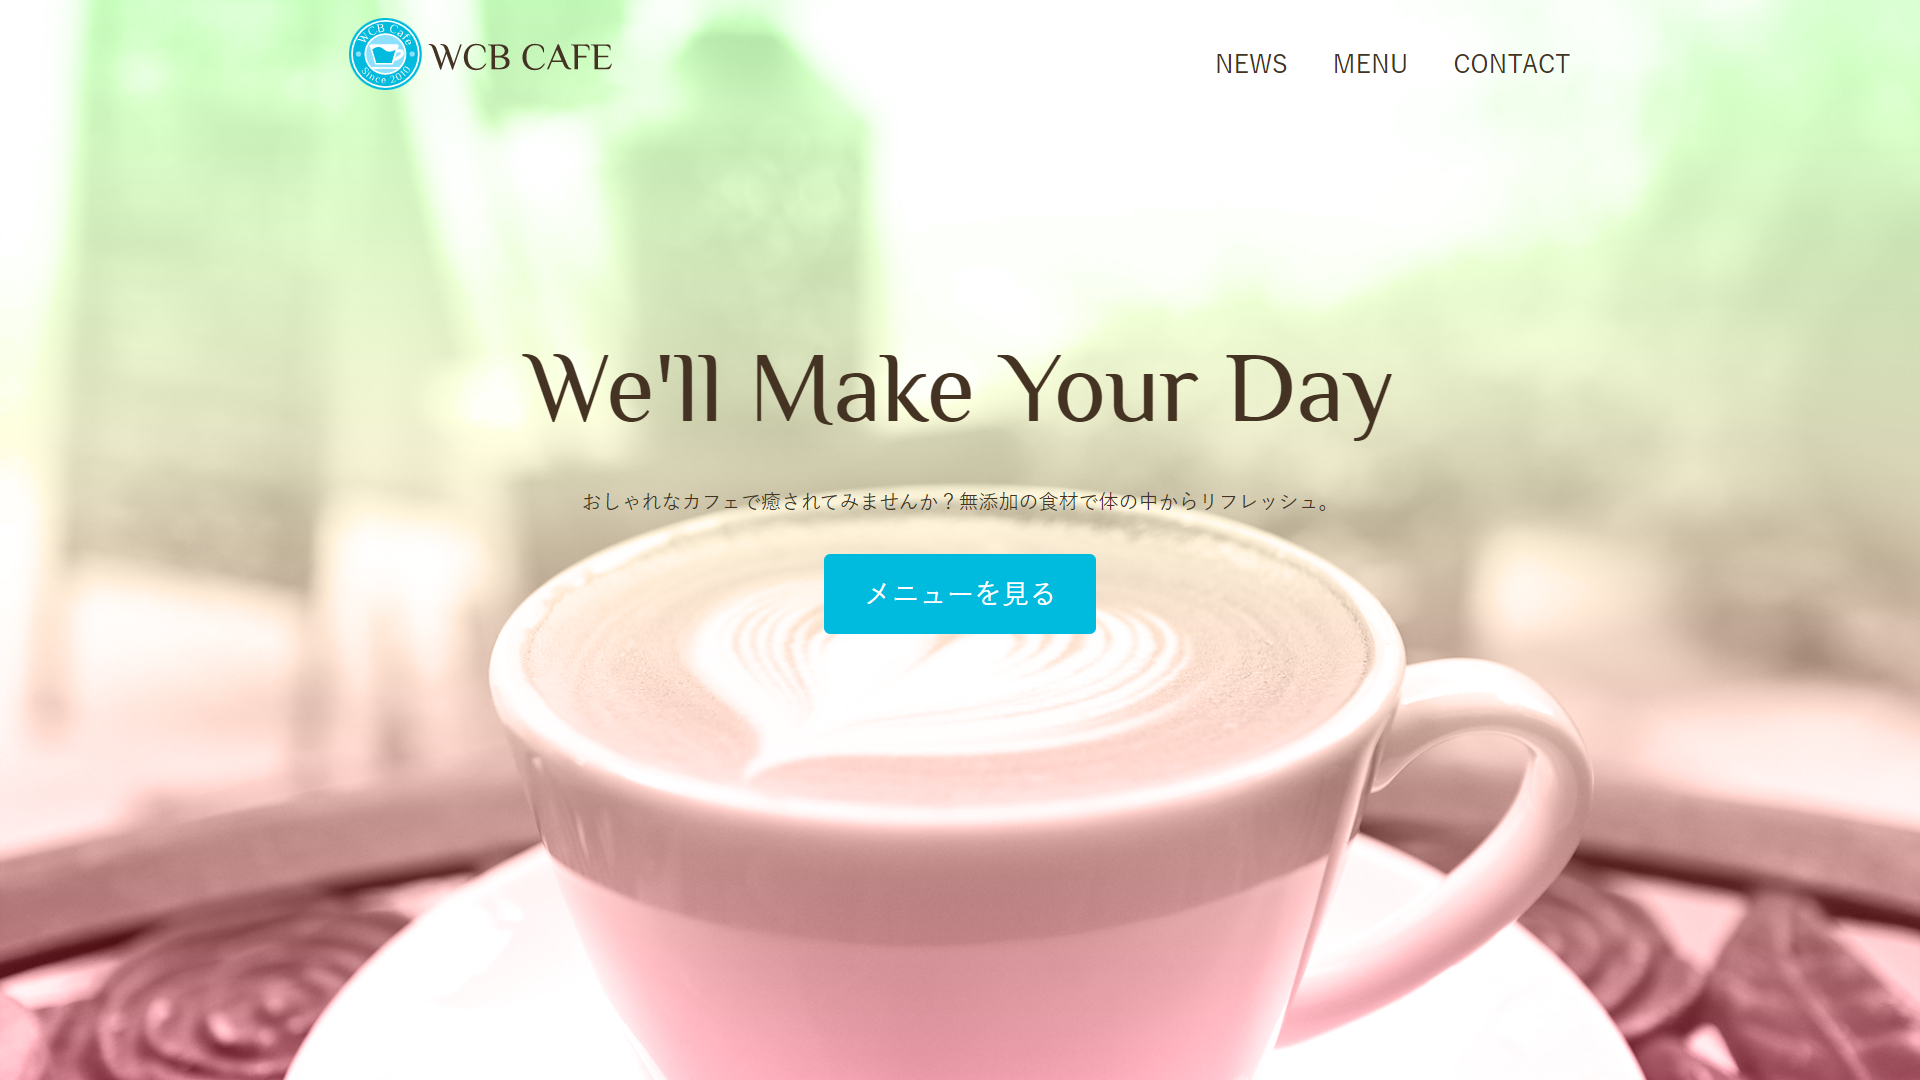 WCB Cafe
Since 2010
WCB CAFE
NEWS
MENU
CONTACT
We'll Make Your Day
おしゃれなカフェで癒されてみませんか？無添加の食材で体の中からリフレッシュ。
メニューを見る